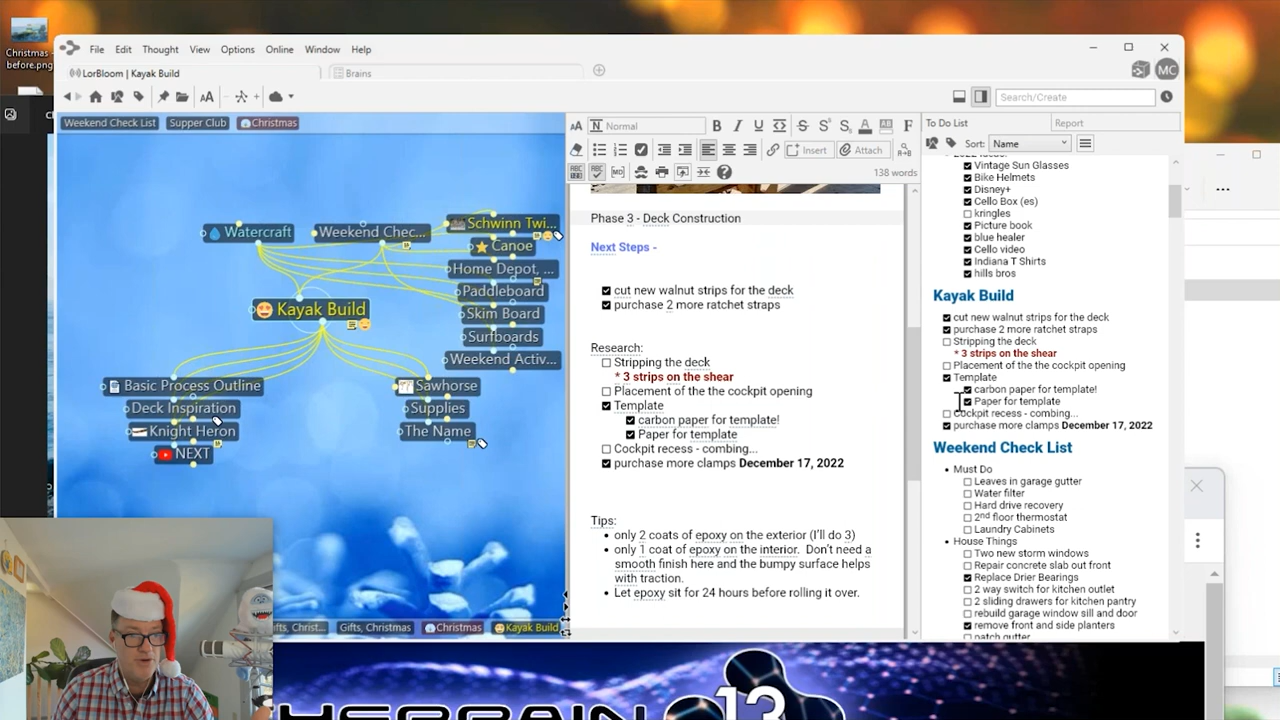 Christmas -
before.png
File Edit Thought View Options Online Window Help
LorBloom | Kayak Build
Brains
MC
Search/Create
Weekend Check List
Supper Club
Christmas
Watercraft
Weekend Chec...
Schwinn Twi...
Canoe
Home Depot, ...
Kayak Build
Paddleboard
Skim Board
Surfboards
Weekend Activ...
Basic Process Outline
Sawhorse
Deck Inspiration
Supplies
Knight Heron
The Name
NEXT
Gifts, Christ...
Gifts, Christmas
Christmas
Kayak Build
Normal
Insert
Attach
138 words
Phase 3 - Deck Construction
Next Steps -
cut new walnut strips for the deck
purchase 2 more ratchet straps
Research:
Stripping the deck
* 3 strips on the shear
Placement of the the cockpit opening
Template
carbon paper for template!
Paper for template
Cockpit recess - combing...
purchase more clamps December 17, 2022
Tips:
only 2 coats of epoxy on the exterior (I'll do 3)
only 1 coat of epoxy on the interior. Don't need a
smooth finish here and the bumpy surface helps
with traction.
Let epoxy sit for 24 hours before rolling it over.
To Do List
Report
Sort: Name
2022 Ideas:
Vintage Sun Glasses
Bike Helmets
Disney+
Cello Box (es)
kringles
Picture book
blue healer
Cello video
Indiana T Shirts
hills bros
Kayak Build
cut new walnut strips for the deck
purchase 2 more ratchet straps
Stripping the deck
* 3 strips on the shear
Placement of the the cockpit opening
Template
carbon paper for template!
Paper for template
Cockpit recess - combing...
purchase more clamps December 17, 2022
Weekend Check List
Must Do
Leaves in garage gutter
Water filter
Hard drive recovery
2nd floor thermostat
Laundry Cabinets
House Things
Two new storm windows
Repair concrete slab out front
Replace Drier Bearings
2 way switch for kitchen outlet
2 sliding drawers for kitchen pantry
rebuild garage window sill and door
remove front and side planters
patch gutter
13